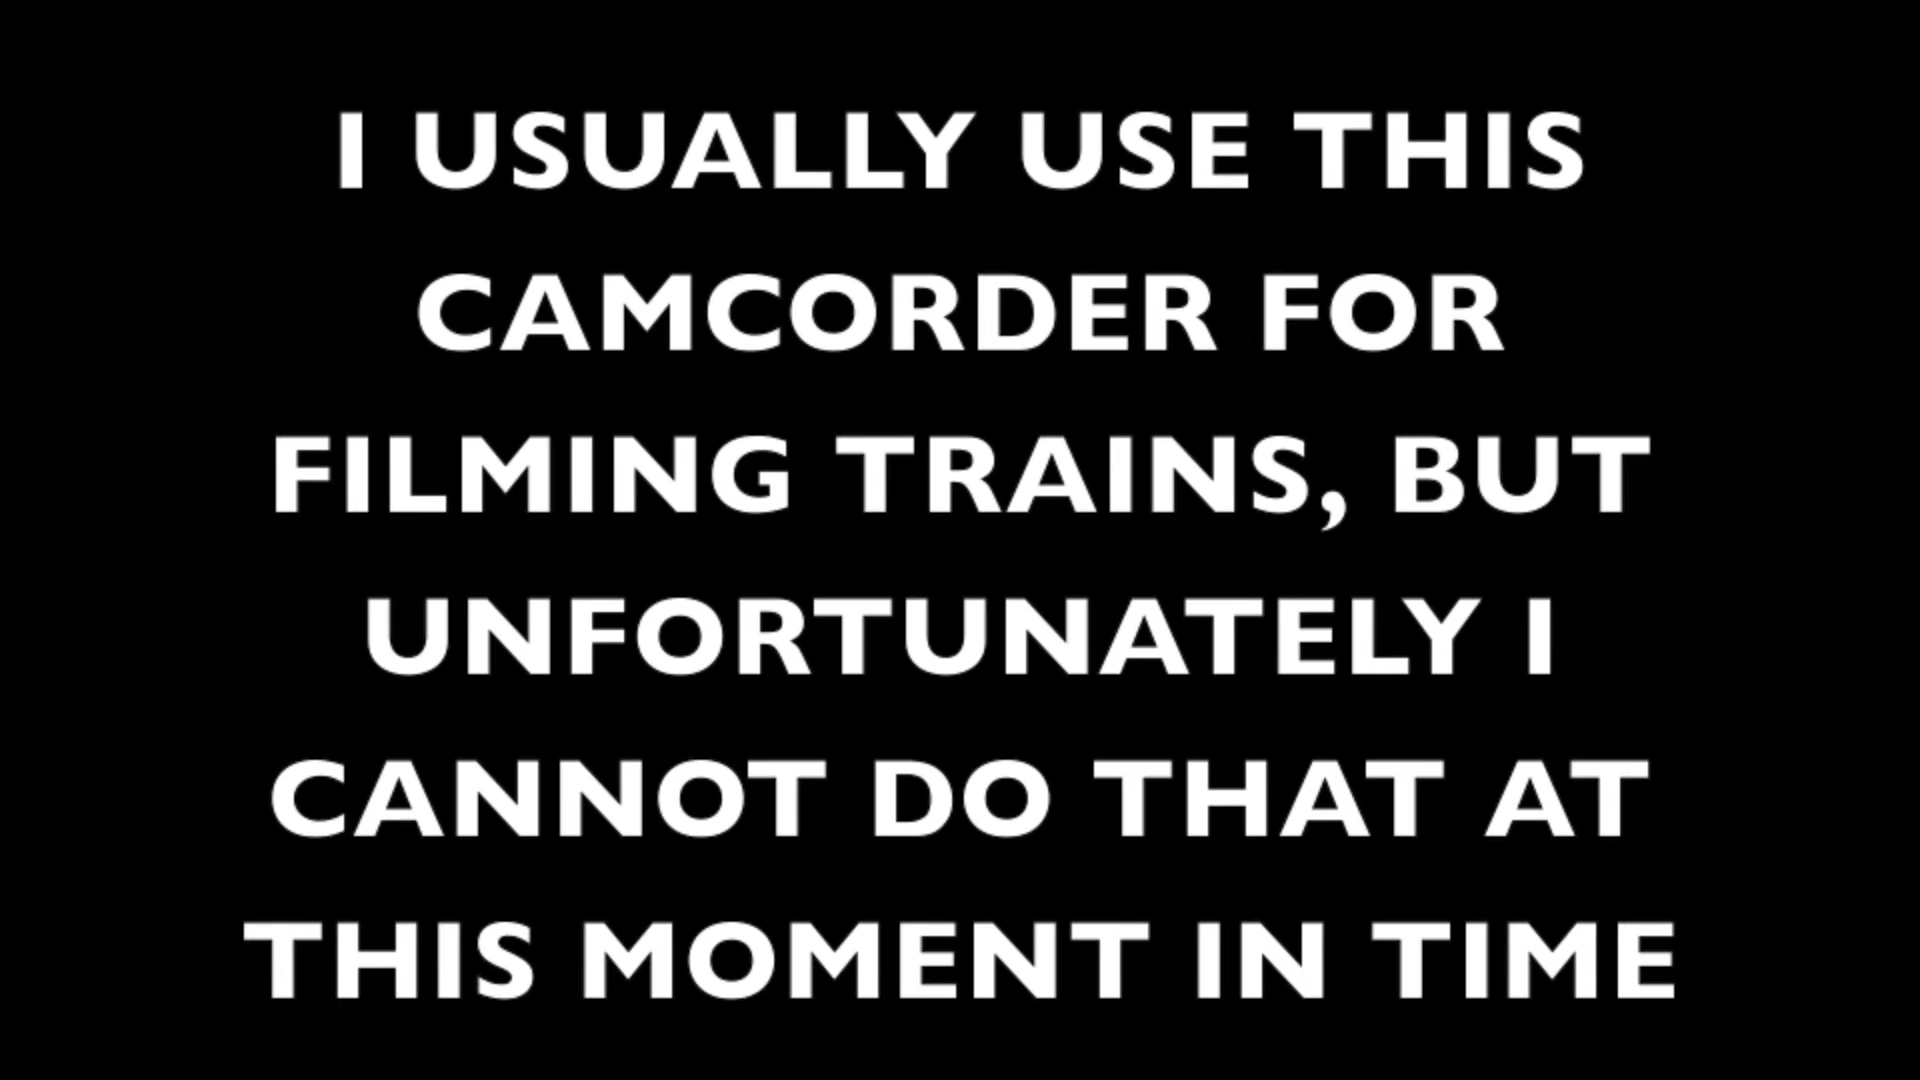 I USUALLY USE THIS
CAMCORDER FOR
FILMING TRAINS, BUT
UNFORTUNATELY I
CANNOT DO THAT AT
THIS MOMENT IN TIME